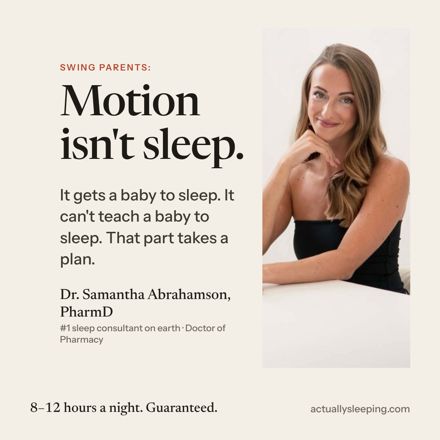 SWING PARENTS:
Motion
isn't sleep.
It gets a baby to sleep. It
can't teach a baby to
sleep. That part takes a
plan.
Dr. Samantha Abrahamson,
PharmD
#1 sleep consultant on earth · Doctor of
Pharmacy
8–12 hours a night. Guaranteed.
actuallysleeping.com